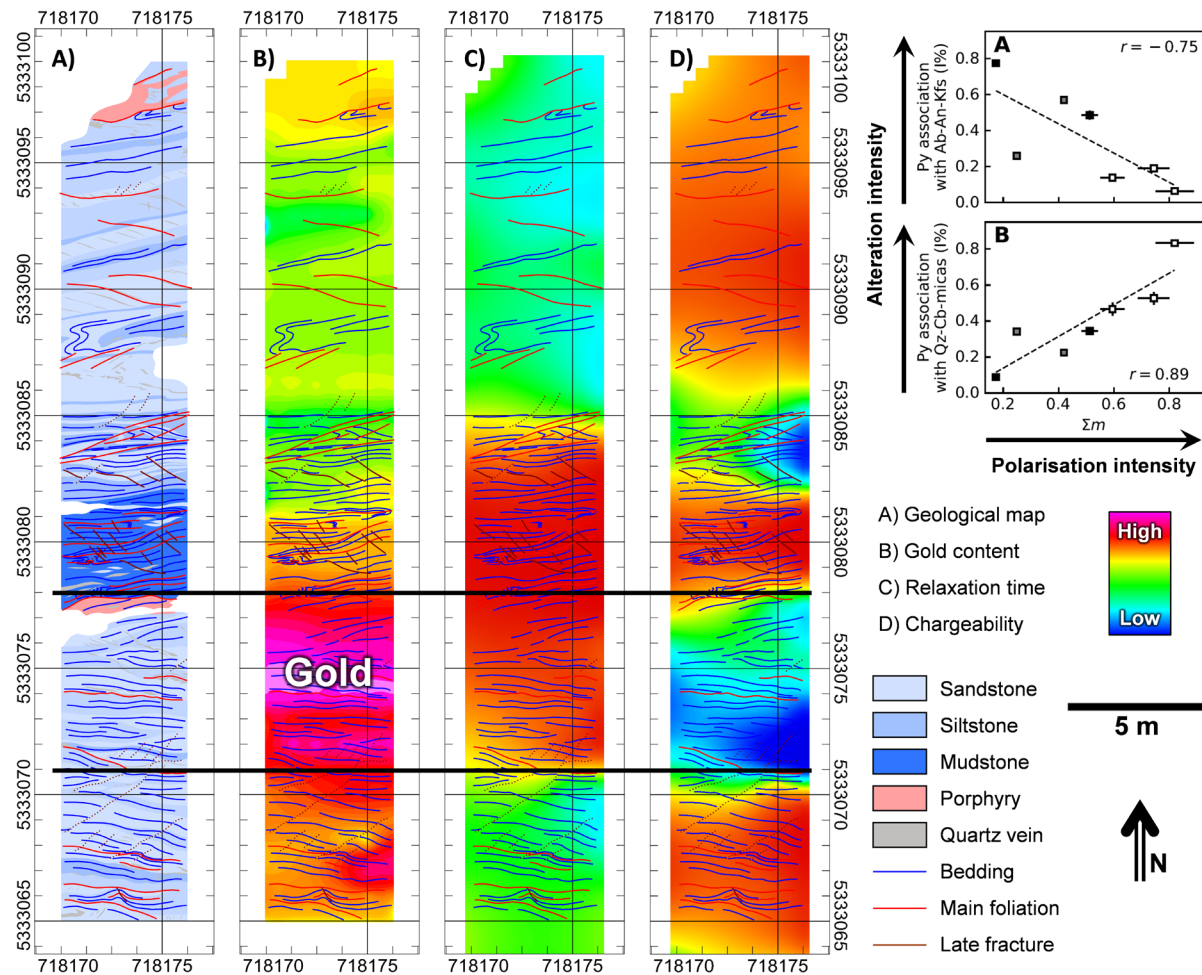 718170 718175 718170 718175 718170 718175 718170 718175
A) B) C) D)
5333100
5333095
5333090
5333085
5333080
5333075
5333070
5333065
Gold
5333100
5333095
5333090
5333085
5333080
5333075
5333070
5333065
718170 718175 718170 718175 718170 718175 718170 718175
Alteration intensity
A
r = −0.75
Py association
with Ab-An-Kfs (I%)
0.8
0.6
0.4
0.2
0.0
B
r = 0.89
Py association
with Qz-Cb-micas (I%)
0.8
0.6
0.4
0.2
0.0
0.2 0.4 0.6 0.8
Σm
Polarisation intensity
A) Geological map
B) Gold content
C) Relaxation time
D) Chargeability
High
Low
Sandstone
Siltstone
Mudstone
Porphyry
Quartz vein
Bedding
Main foliation
Late fracture
5 m
N